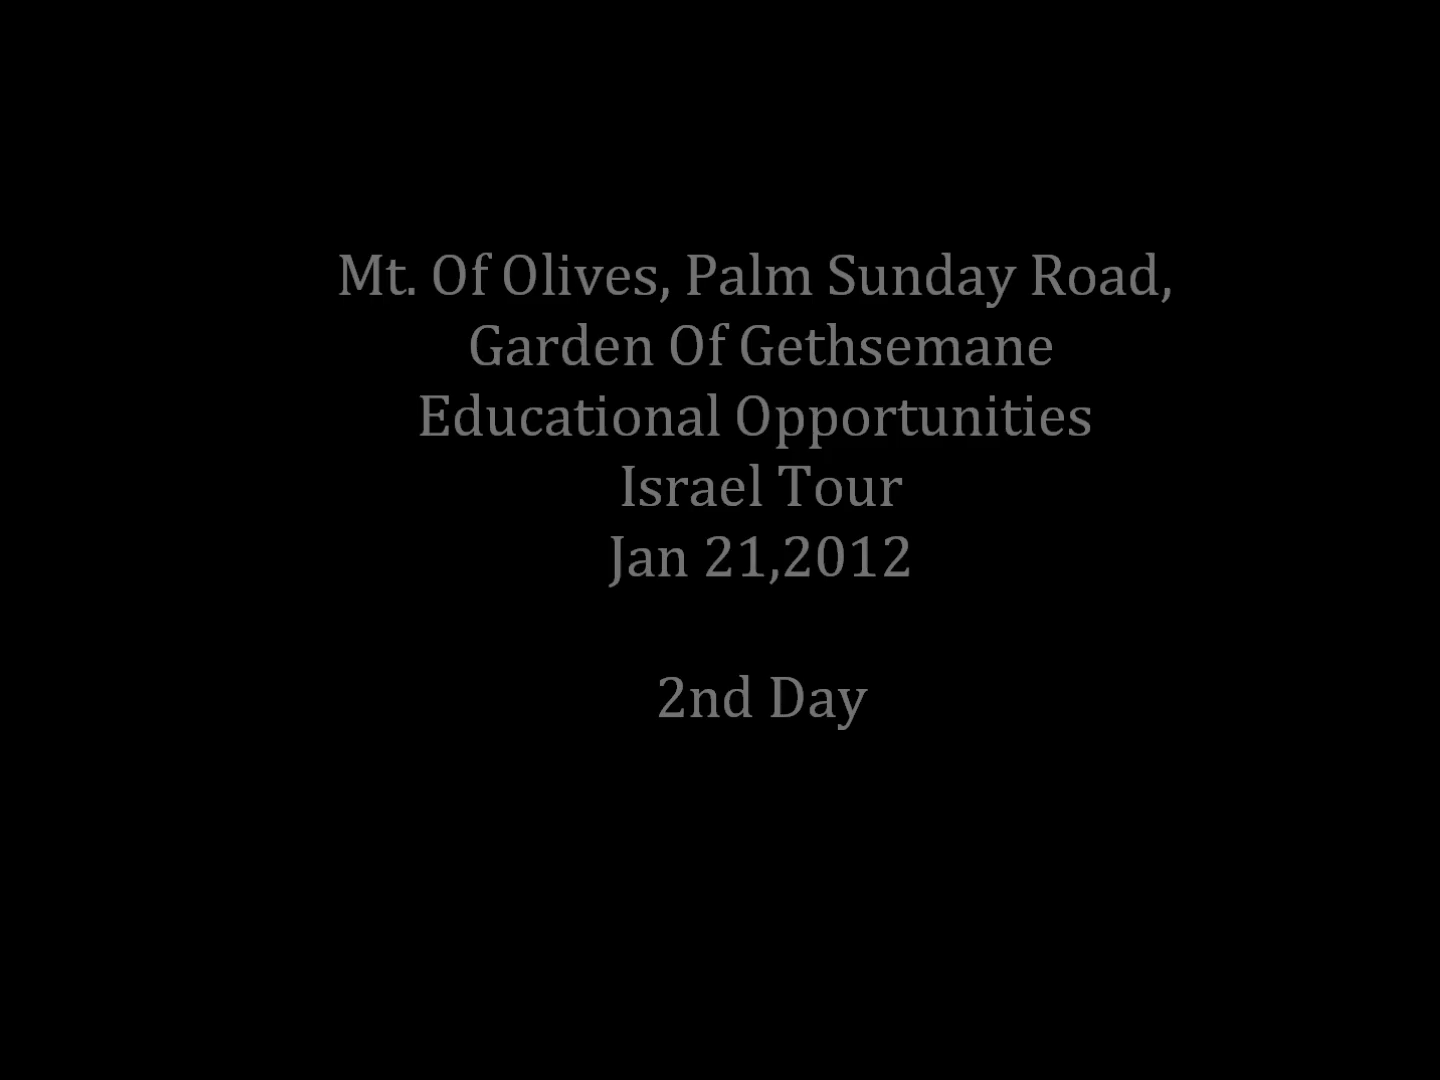 Mt. Of Olives, Palm Sunday Road,
Garden Of Gethsemane
Educational Opportunities
Israel Tour
Jan 21,2012
2nd Day